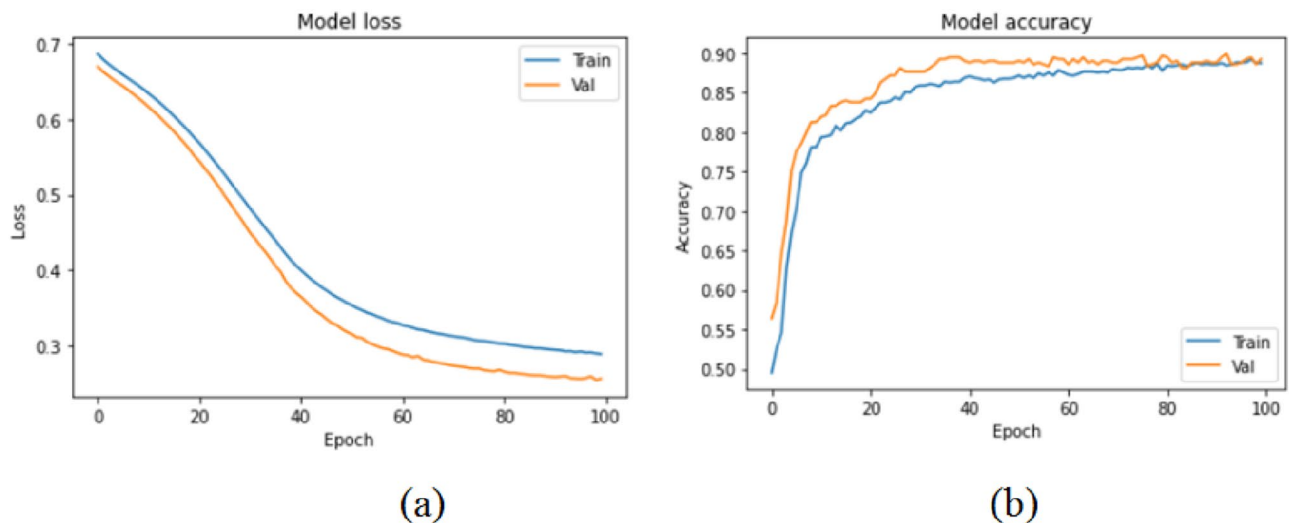 Model loss
0.7
0.6
0.5
0.4
0.3
Loss
0 20 40 60 80 100
Epoch
Train
Val
(a)
Model accuracy
0.90
0.85
0.80
0.75
0.70
0.65
0.60
0.55
0.50
Accuracy
0 20 40 60 80 100
Epoch
Train
Val
(b)